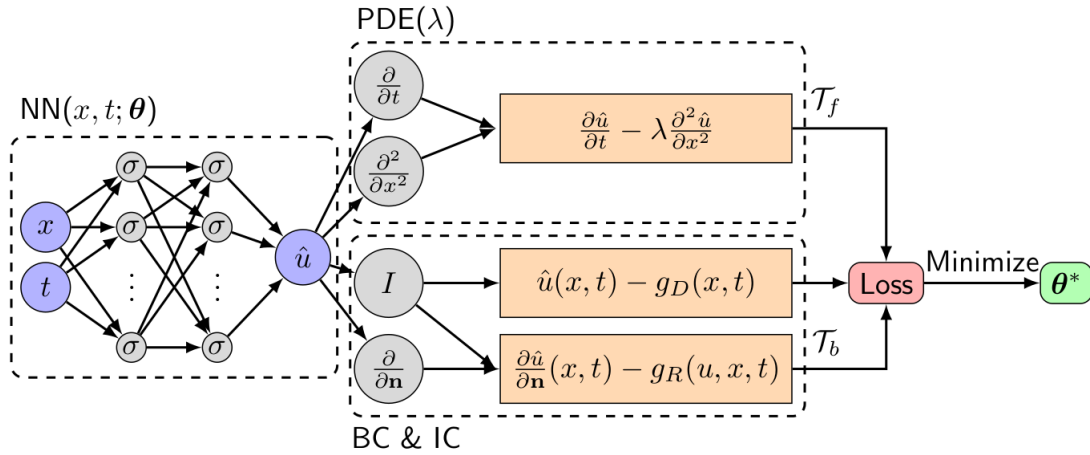 PDE(λ)
NN(x, t; θ)
∂/∂t
∂²/∂x²
∂û/∂t − λ ∂²û/∂x²
𝒯_f
σ σ
x
σ σ
t
⋮ ⋮
σ σ
û
I
û(x, t) − g_D(x, t)
∂/∂n
∂û/∂n(x, t) − g_R(u, x, t)
𝒯_b
Loss
Minimize
θ*
BC & IC